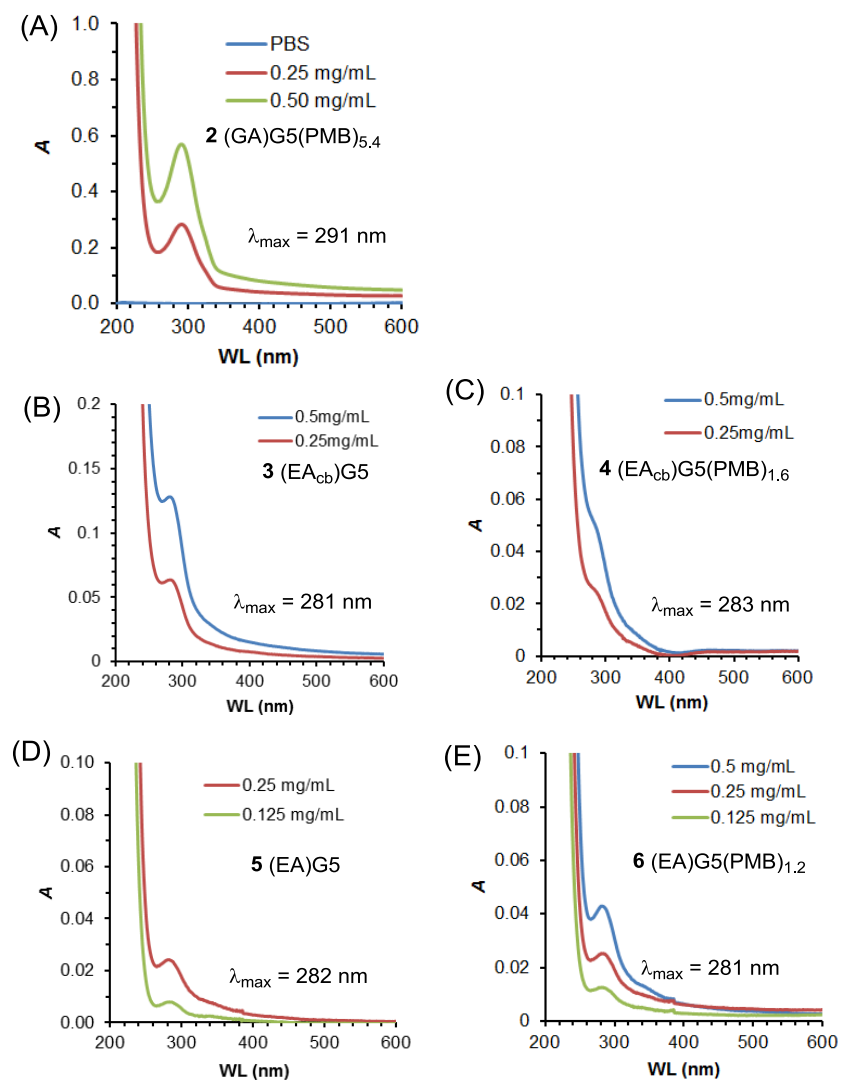 (A)
1.0
0.8
0.6
0.4
0.2
0.0
A
PBS
0.25 mg/mL
0.50 mg/mL
2 (GA)G5(PMB)5.4
λmax = 291 nm
200 300 400 500 600
WL (nm)
(B)
0.2
0.15
0.1
0.05
0
A
0.5mg/mL
0.25mg/mL
3 (EAcb)G5
λmax = 281 nm
200 300 400 500 600
WL (nm)
(C)
0.1
0.08
0.06
0.04
0.02
0
A
0.5mg/mL
0.25mg/mL
4 (EAcb)G5(PMB)1.6
λmax = 283 nm
200 300 400 500 600
WL (nm)
(D)
0.10
0.08
0.06
0.04
0.02
0.00
A
0.25 mg/mL
0.125 mg/mL
5 (EA)G5
λmax = 282 nm
200 300 400 500 600
WL (nm)
(E)
0.1
0.08
0.06
0.04
0.02
0
A
0.5 mg/mL
0.25 mg/mL
0.125 mg/mL
6 (EA)G5(PMB)1.2
λmax = 281 nm
200 300 400 500 600
WL (nm)